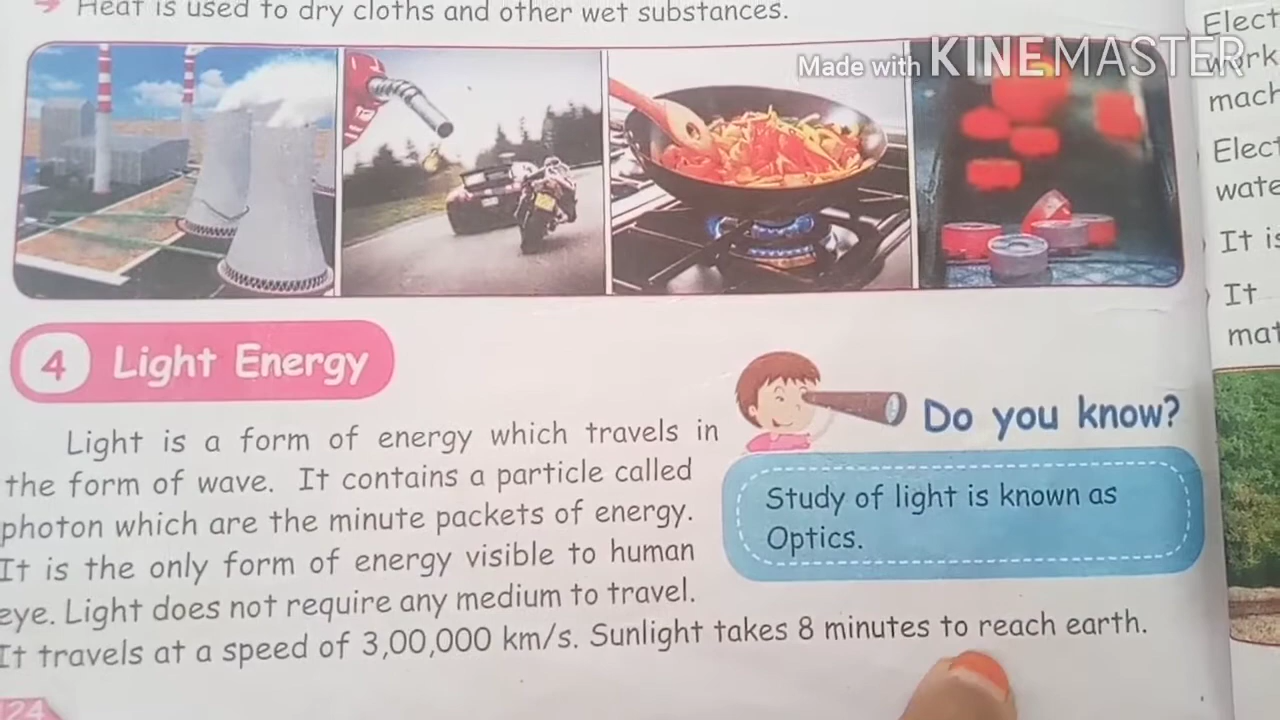 Heat is used to dry cloths and other wet substances.
Made with KINEMASTER
4 Light Energy
Light is a form of energy which travels in
the form of wave. It contains a particle called
photon which are the minute packets of energy.
It is the only form of energy visible to human
eye. Light does not require any medium to travel.
It travels at a speed of 3,00,000 km/s. Sunlight takes 8 minutes to reach earth.
Do you know?
Study of light is known as
Optics.
124
Elect
work
mach
Elect
wate
It is
It
mat